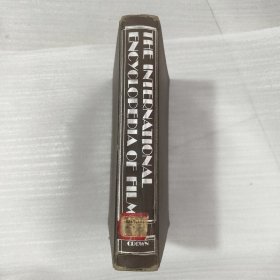 THE INTERNATIONAL
ENCYCLOPEDIA OF FILM
CROWN